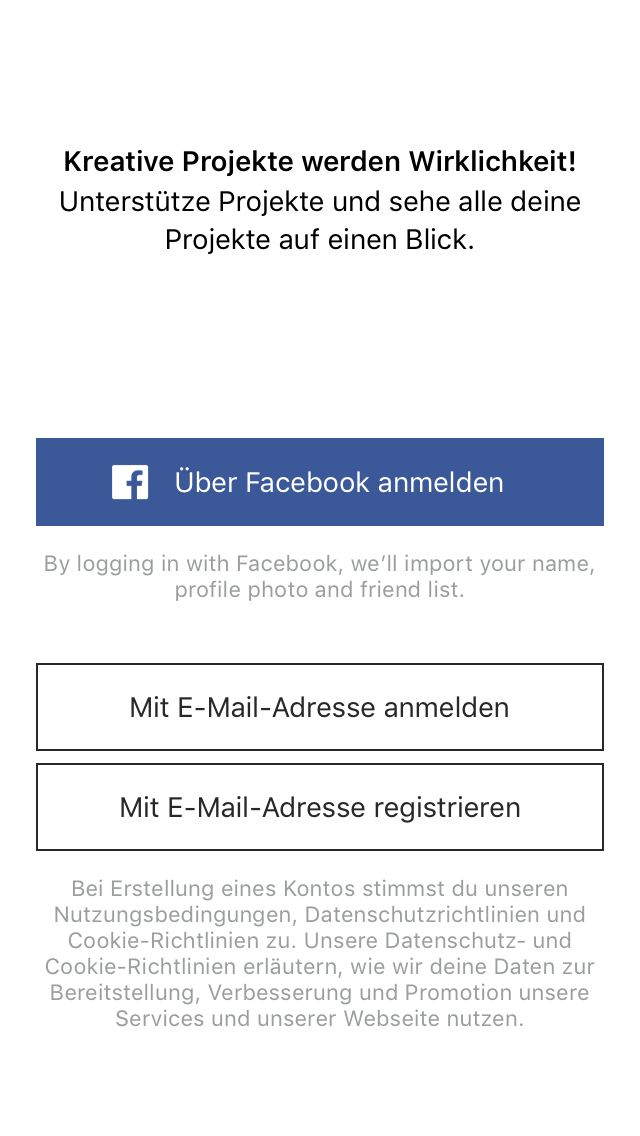 Kreative Projekte werden Wirklichkeit!
Unterstütze Projekte und sehe alle deine
Projekte auf einen Blick.
Über Facebook anmelden
By logging in with Facebook, we’ll import your name,
profile photo and friend list.
Mit E-Mail-Adresse anmelden
Mit E-Mail-Adresse registrieren
Bei Erstellung eines Kontos stimmst du unseren
Nutzungsbedingungen, Datenschutzrichtlinien und
Cookie-Richtlinien zu. Unsere Datenschutz- und
Cookie-Richtlinien erläutern, wie wir deine Daten zur
Bereitstellung, Verbesserung und Promotion unsere
Services und unserer Webseite nutzen.